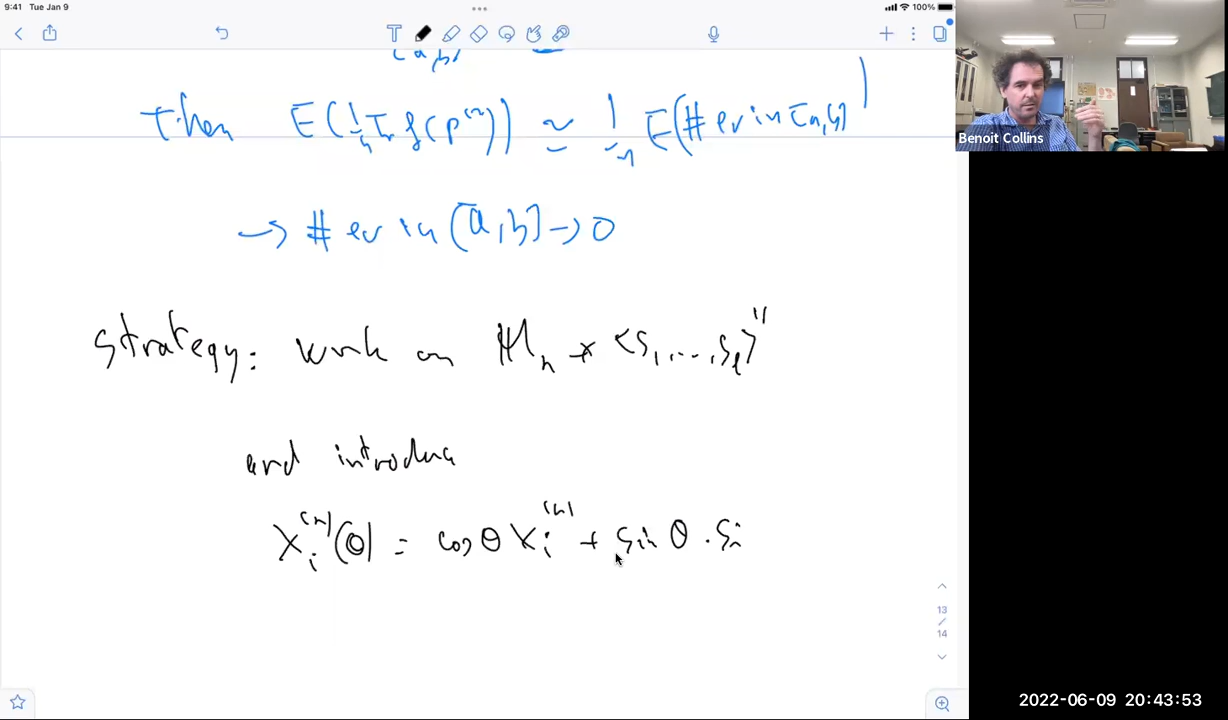 9:41 Tue Jan 9
100%
then E(1/n Tr f(P^(n))) ≃ 1/n E(# ev in [a,b])
→ # ev in [a,b] → 0
Strategy: work on M_n * <s_1,...,s_l>''
and introduce
X_i^(n)(θ) = cos θ X_i^(n) + sin θ . s_i
Benoit Collins
13
/
14
2022-06-09 20:43:53